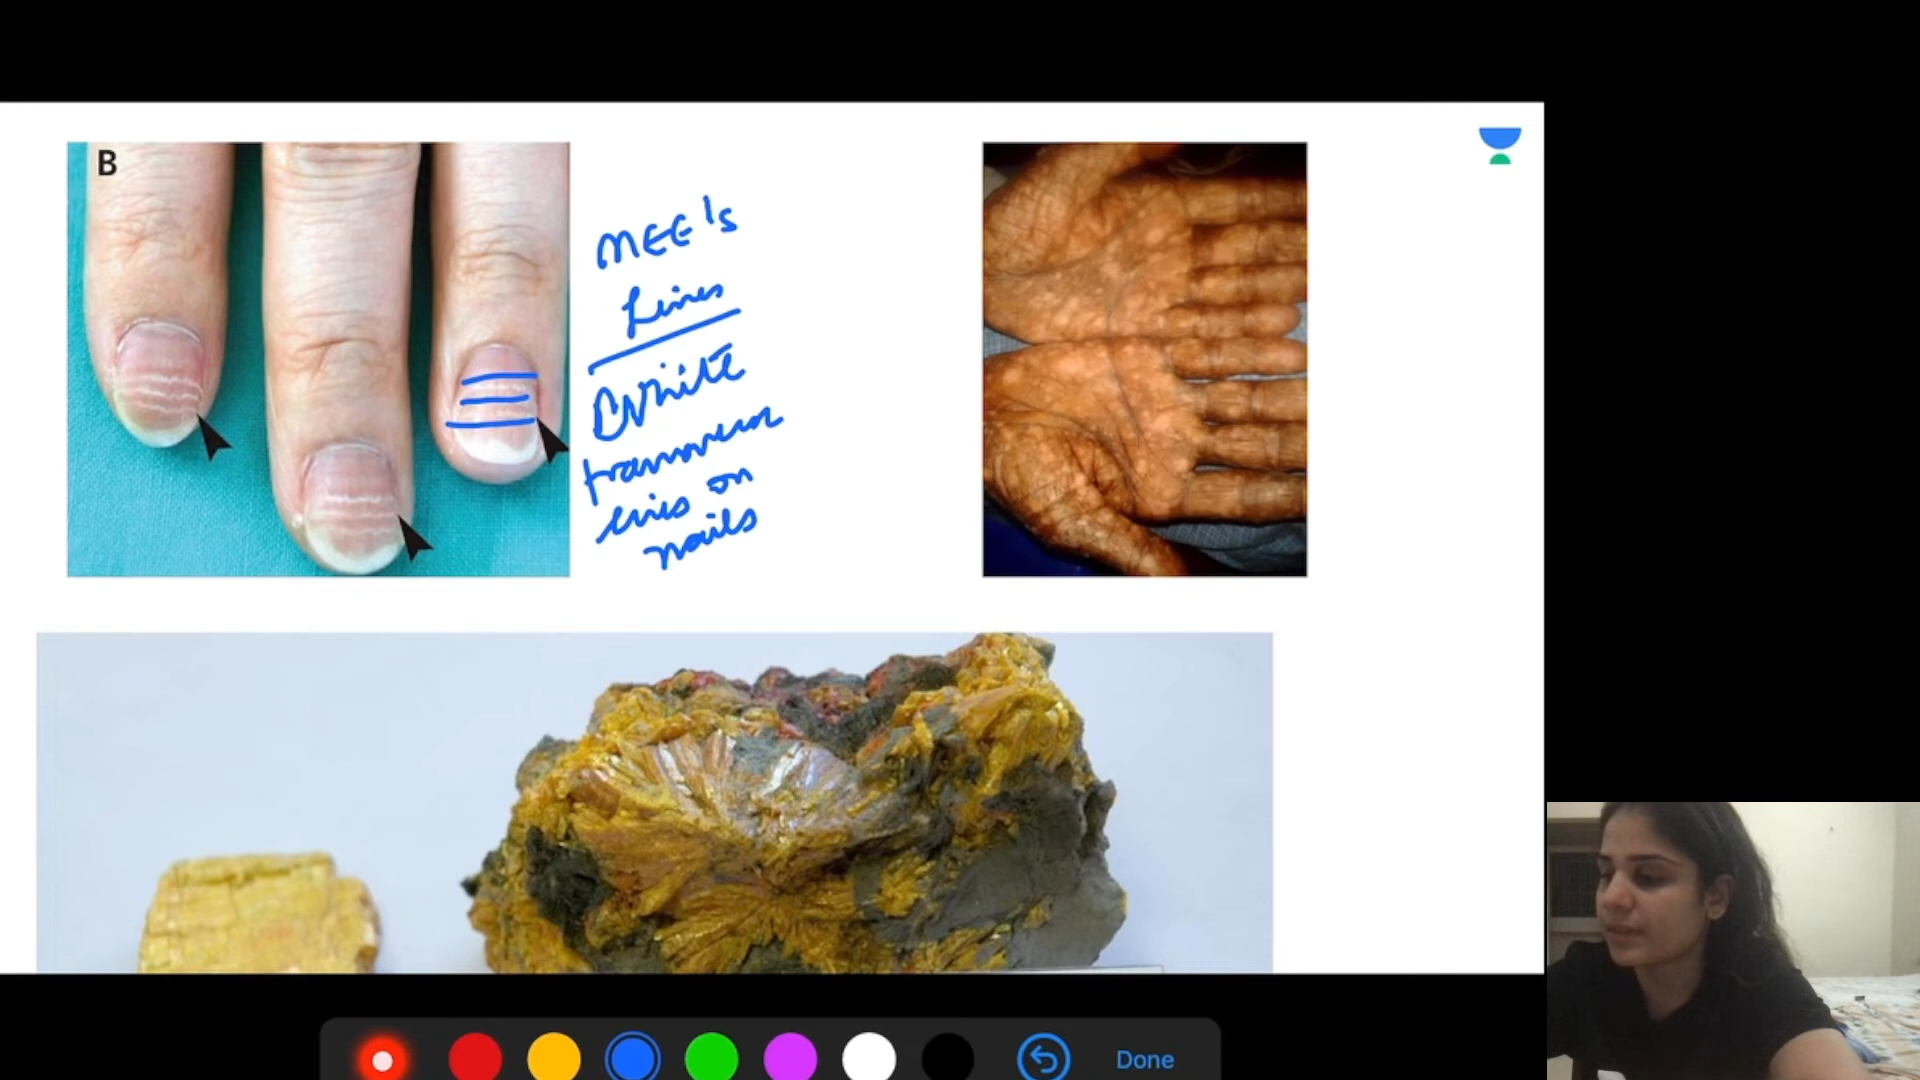 B
MEE's
Lines
White
transverse
lines on
nails
Done